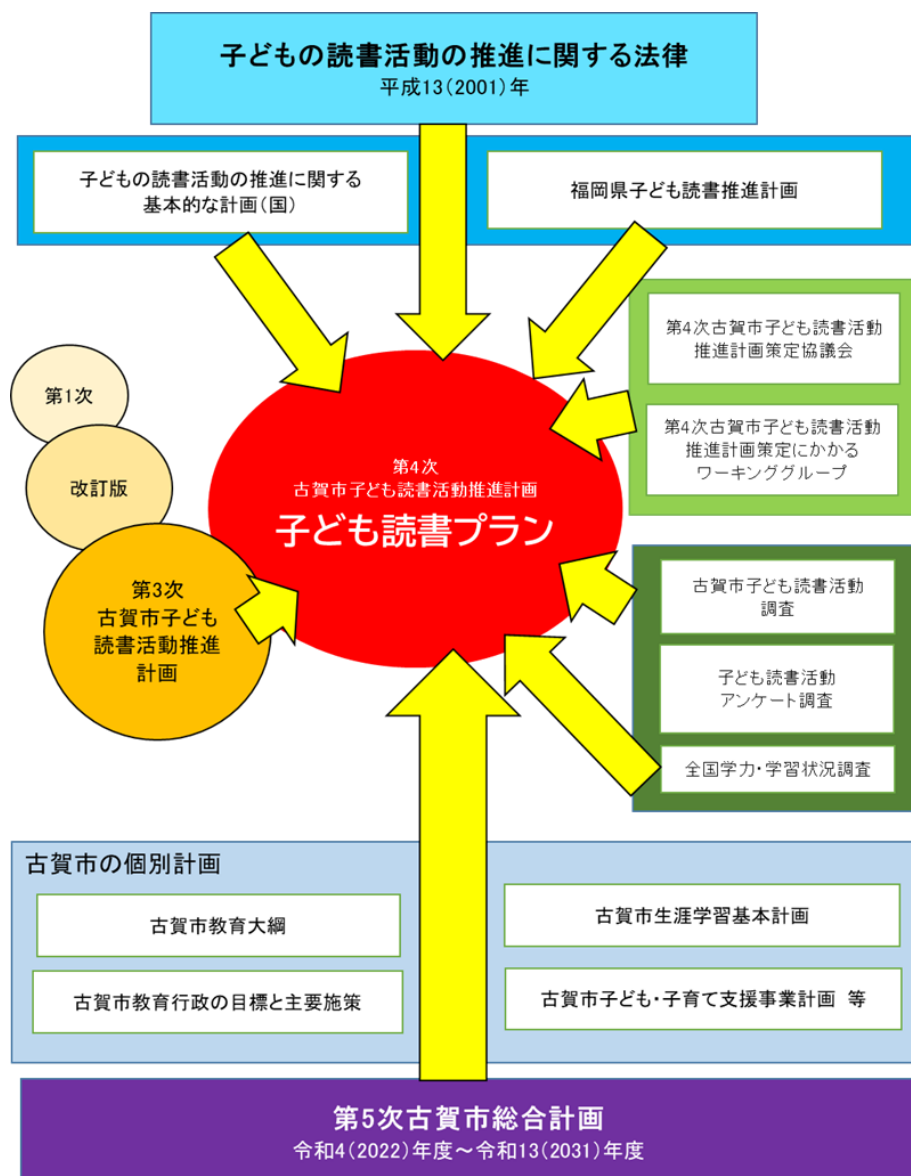 子どもの読書活動の推進に関する法律
平成13(2001)年
子どもの読書活動の推進に関する
基本的な計画(国)
福岡県子ども読書推進計画
第4次古賀市子ども読書活動
推進計画策定協議会
第4次古賀市子ども読書活動
推進計画策定にかかる
ワーキンググループ
第1次
改訂版
第3次
古賀市子ども
読書活動推進
計画
第4次
古賀市子ども読書活動推進計画
子ども読書プラン
古賀市子ども読書活動
調査
子ども読書活動
アンケート調査
全国学力・学習状況調査
古賀市の個別計画
古賀市教育大綱
古賀市生涯学習基本計画
古賀市教育行政の目標と主要施策
古賀市子ども・子育て支援事業計画 等
第5次古賀市総合計画
令和4(2022)年度～令和13(2031)年度